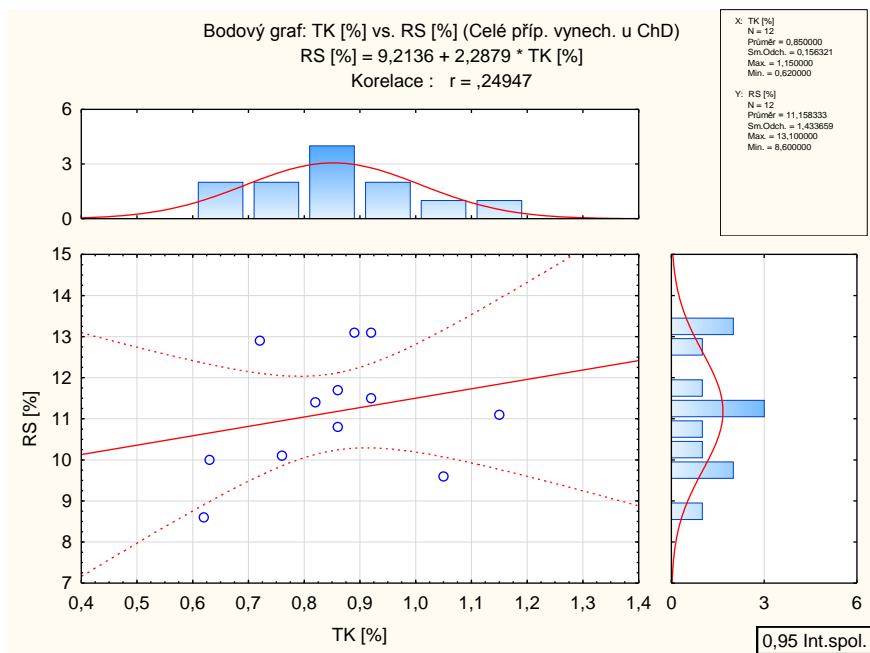 Bodový graf: TK [%] vs. RS [%] (Celé příp. vynech. u ChD)
RS [%] = 9,2136 + 2,2879 * TK [%]
Korelace : r = ,24947
X: TK [%]
N = 12
Průměr = 0,850000
Sm.Odch. = 0,156321
Max. = 1,150000
Min. = 0,620000
Y: RS [%]
N = 12
Průměr = 11,158333
Sm.Odch. = 1,433659
Max. = 13,100000
Min. = 8,600000
6
3
0
15
14
13
12
11
10
9
8
7
RS [%]
0,4 0,5 0,6 0,7 0,8 0,9 1,0 1,1 1,2 1,3 1,4
TK [%]
0 3 6
0,95 Int.spol.